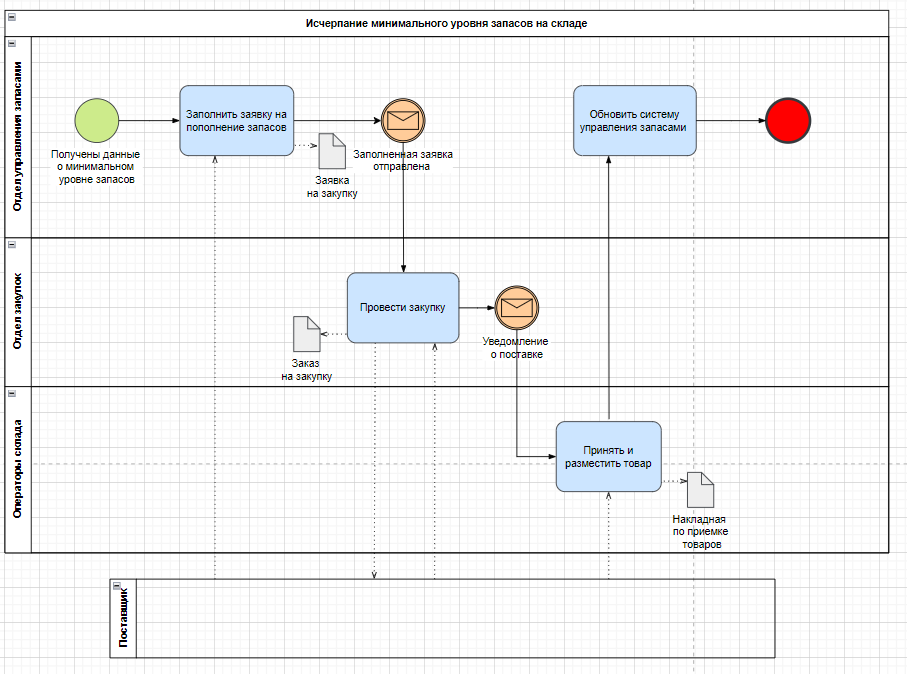 Исчерпание минимального уровня запасов на складе
Отдел управления запасами
Получены данные
о минимальном
уровне запасов
Заполнить заявку на
пополнение запасов
Заявка
на закупку
Заполненная заявка
отправлена
Обновить систему
управления запасами
Отдел закупок
Провести закупку
Заказ
на закупку
Уведомление
о поставке
Операторы склада
Принять и
разместить товар
Накладная
по приемке
товаров
Поставщик